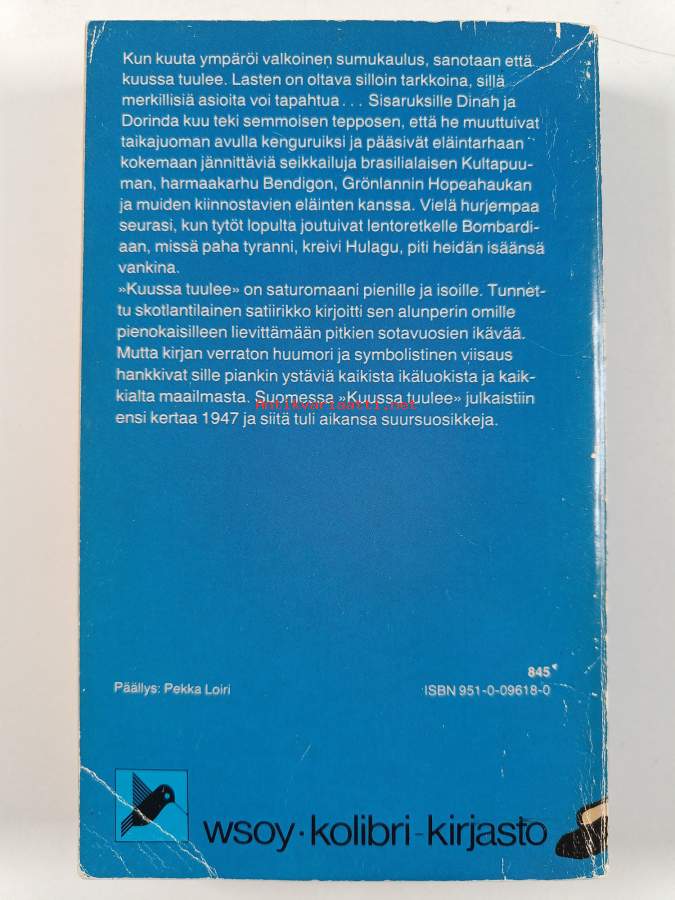 Kun kuuta ympäröi valkoinen sumukaulus, sanotaan että
kuussa tuulee. Lasten on oltava silloin tarkkoina, sillä
merkillisiä asioita voi tapahtua . . . Sisaruksille Dinah ja
Dorinda kuu teki semmoisen tepposen, että he muuttuivat
taikajuoman avulla kenguruiksi ja pääsivät eläintarhaan
kokemaan jännittäviä seikkailuja brasilialaisen Kultapuu-
man, harmaakarhu Bendigon, Grönlannin Hopeahaukan
ja muiden kiinnostavien eläinten kanssa. Vielä hurjempaa
seurasi, kun tytöt lopulta joutuivat lentoretkelle Bombardi-
aan, missä paha tyranni, kreivi Hulagu, piti heidän isäänsä
vankina.
»Kuussa tuulee» on saturomaani pienille ja isoille. Tunnet-
tu skotlantilainen satiirikko kirjoitti sen alunperin omille
pienokaisilleen lievittämään pitkien sotavuosien ikävää.
Mutta kirjan verraton huumori ja symbolistinen viisaus
hankkivat sille piankin ystäviä kaikista ikäluokista ja kaik-
kialta maailmasta. Suomessa »Kuussa tuulee» julkaistiin
Antikvariaatti.net
ensi kertaa 1947 ja siitä tuli aikansa suursuosikkeja.
845
Päällys: Pekka Loiri
ISBN 951-0-09618-0
wsoy·kolibri-kirjasto